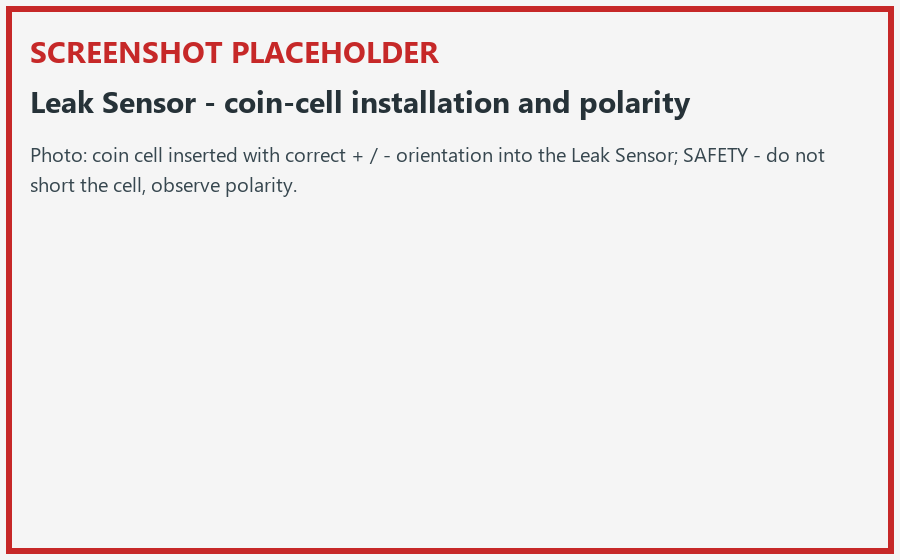 SCREENSHOT PLACEHOLDER
Leak Sensor - coin-cell installation and polarity
Photo: coin cell inserted with correct + / - orientation into the Leak Sensor; SAFETY - do not
short the cell, observe polarity.